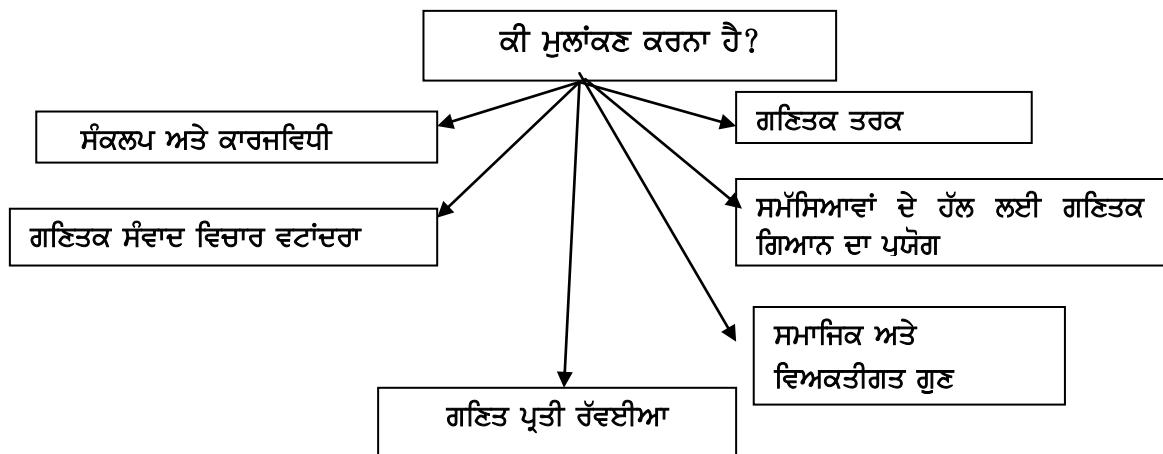 ਕੀ ਮੁਲਾਂਕਣ ਕਰਨਾ ਹੈ?
ਸੰਕਲਪ ਅਤੇ ਕਾਰਜਵਿਧੀ
ਗਣਿਤਕ ਤਰਕ
ਗਣਿਤਕ ਸੰਵਾਦ ਵਿਚਾਰ ਵਟਾਂਦਰਾ
ਸਮੱਸਿਆਵਾਂ ਦੇ ਹੱਲ ਲਈ ਗਣਿਤਕ
ਗਿਆਨ ਦਾ ਪ੍ਰਯੋਗ
ਸਮਾਜਿਕ ਅਤੇ
ਵਿਅਕਤੀਗਤ ਗੁਣ
ਗਣਿਤ ਪ੍ਰਤੀ ਰੱਵਈਆ